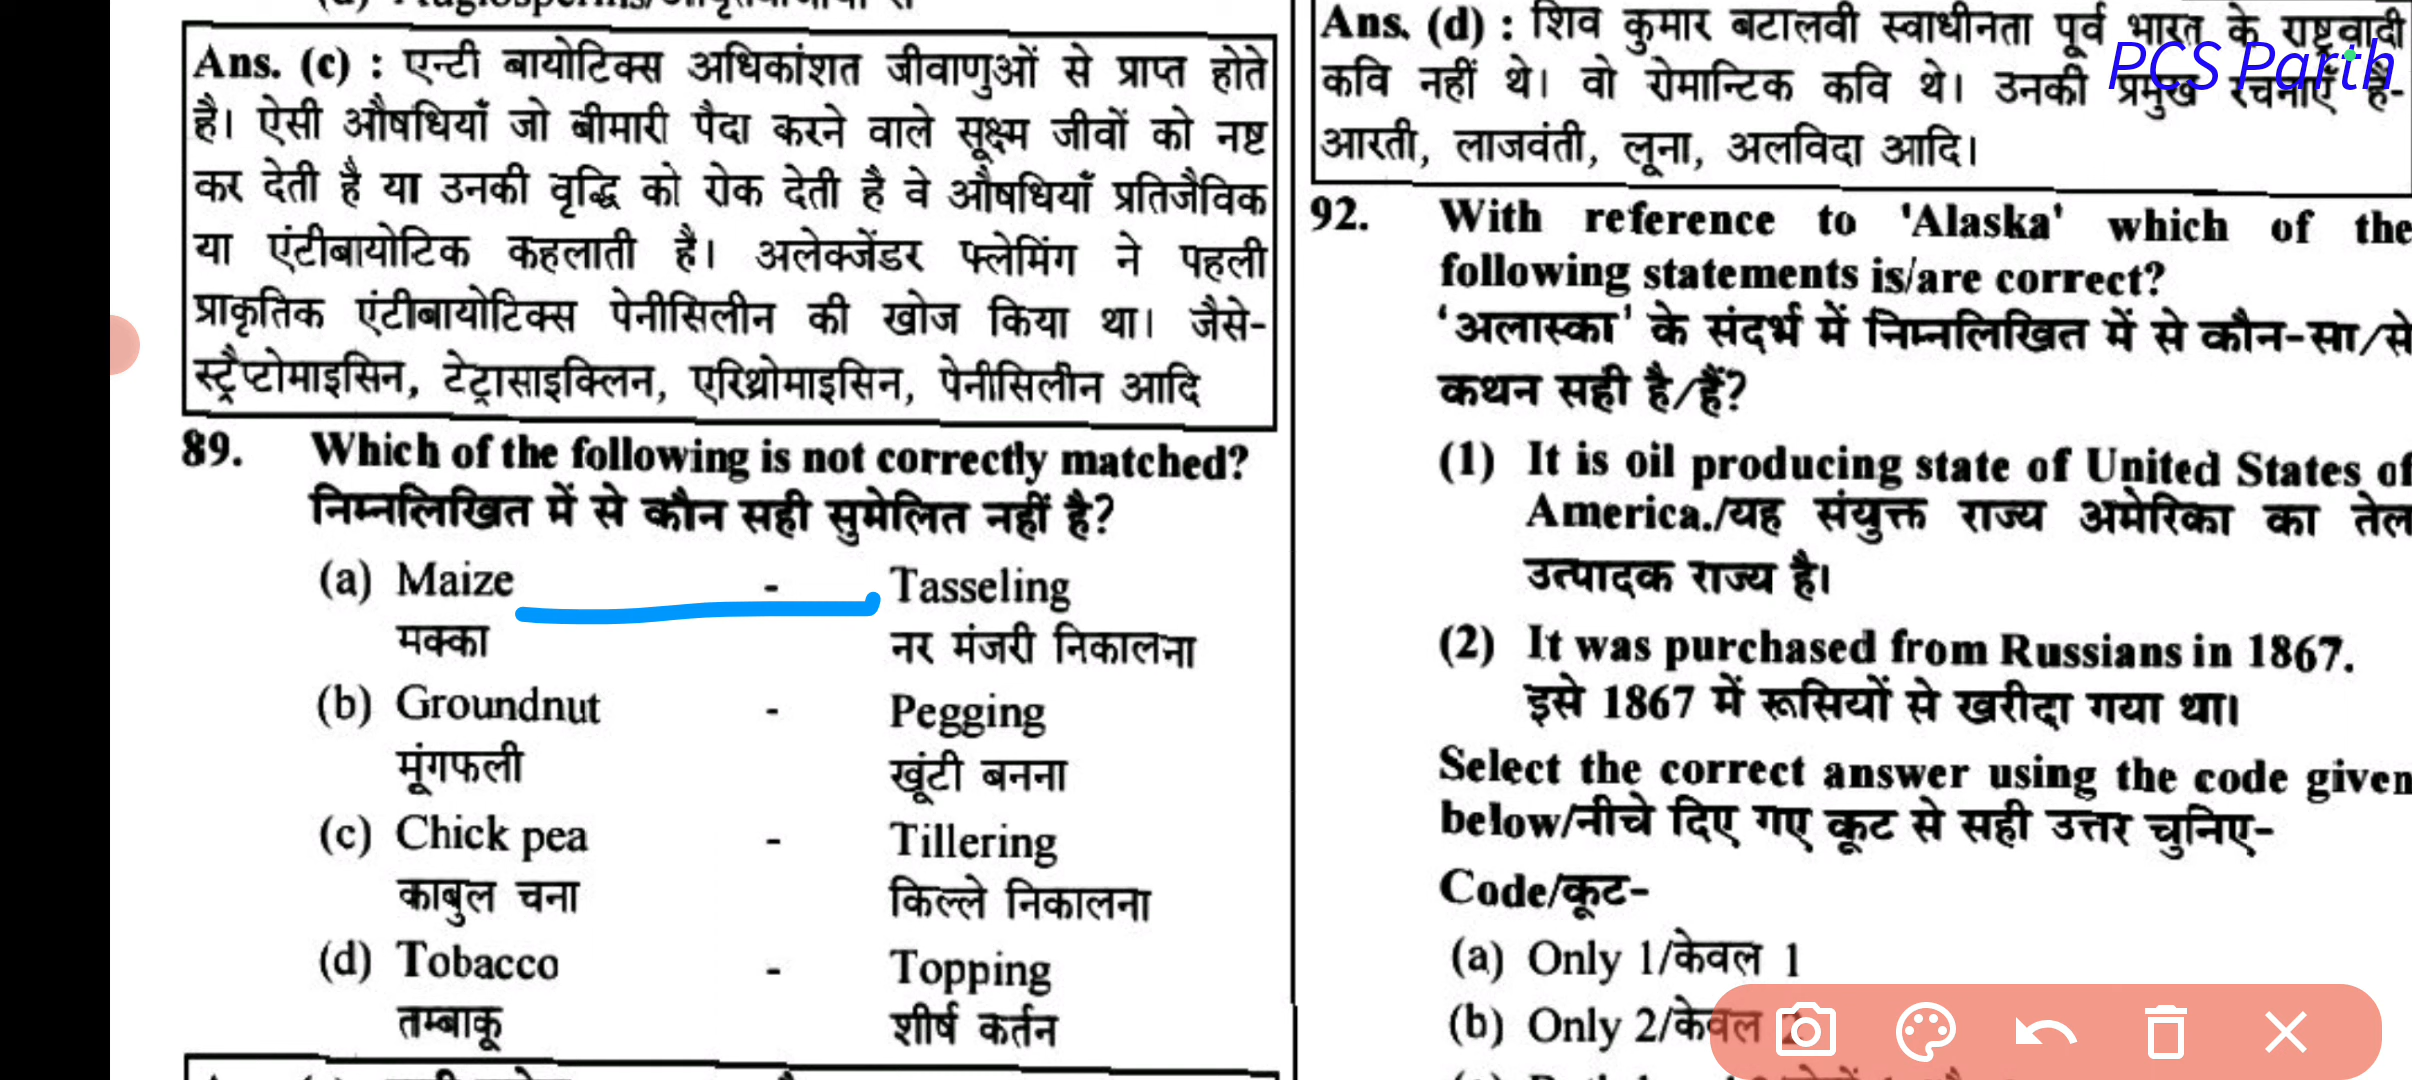 Ans. (c) : एन्टी बायोटिक्स अधिकांशत जीवाणुओं से प्राप्त होते
है। ऐसी औषधियाँ जो बीमारी पैदा करने वाले सूक्ष्म जीवों को नष्ट
कर देती है या उनकी वृद्धि को रोक देती है वे औषधियाँ प्रतिजैविक
या एंटीबायोटिक कहलाती है। अलेक्जेंडर फ्लेमिंग ने पहली
प्राकृतिक एंटीबायोटिक्स पेनीसिलीन की खोज किया था। जैसे-
स्ट्रैप्टोमाइसिन, टेट्रासाइक्लिन, एरिथ्रोमाइसिन, पेनीसिलीन आदि
89. Which of the following is not correctly matched?
निम्नलिखित में से कौन सही सुमेलित नहीं है?
(a) Maize - Tasseling
मक्का नर मंजरी निकालना
(b) Groundnut - Pegging
मूंगफली खूंटी बनना
(c) Chick pea - Tillering
काबुल चना किल्ले निकालना
(d) Tobacco - Topping
तम्बाकू शीर्ष कर्तन
Ans. (d) : शिव कुमार बटालवी स्वाधीनता पूर्व भारत के राष्ट्रवादी
PCS Parth
कवि नहीं थे। वो रोमान्टिक कवि थे। उनकी प्रमुख रचनाएँ हैं-
आरती, लाजवंती, लूना, अलविदा आदि।
92. With reference to 'Alaska' which of the
following statements is/are correct?
'अलास्का' के संदर्भ में निम्नलिखित में से कौन-सा/से
कथन सही है/हैं?
(1) It is oil producing state of United States of
America./यह संयुक्त राज्य अमेरिका का तेल
उत्पादक राज्य है।
(2) It was purchased from Russians in 1867.
इसे 1867 में रूसियों से खरीदा गया था।
Select the correct answer using the code given
below/नीचे दिए गए कूट से सही उत्तर चुनिए-
Code/कूट-
(a) Only 1/केवल 1
(b) Only 2/केवल 2